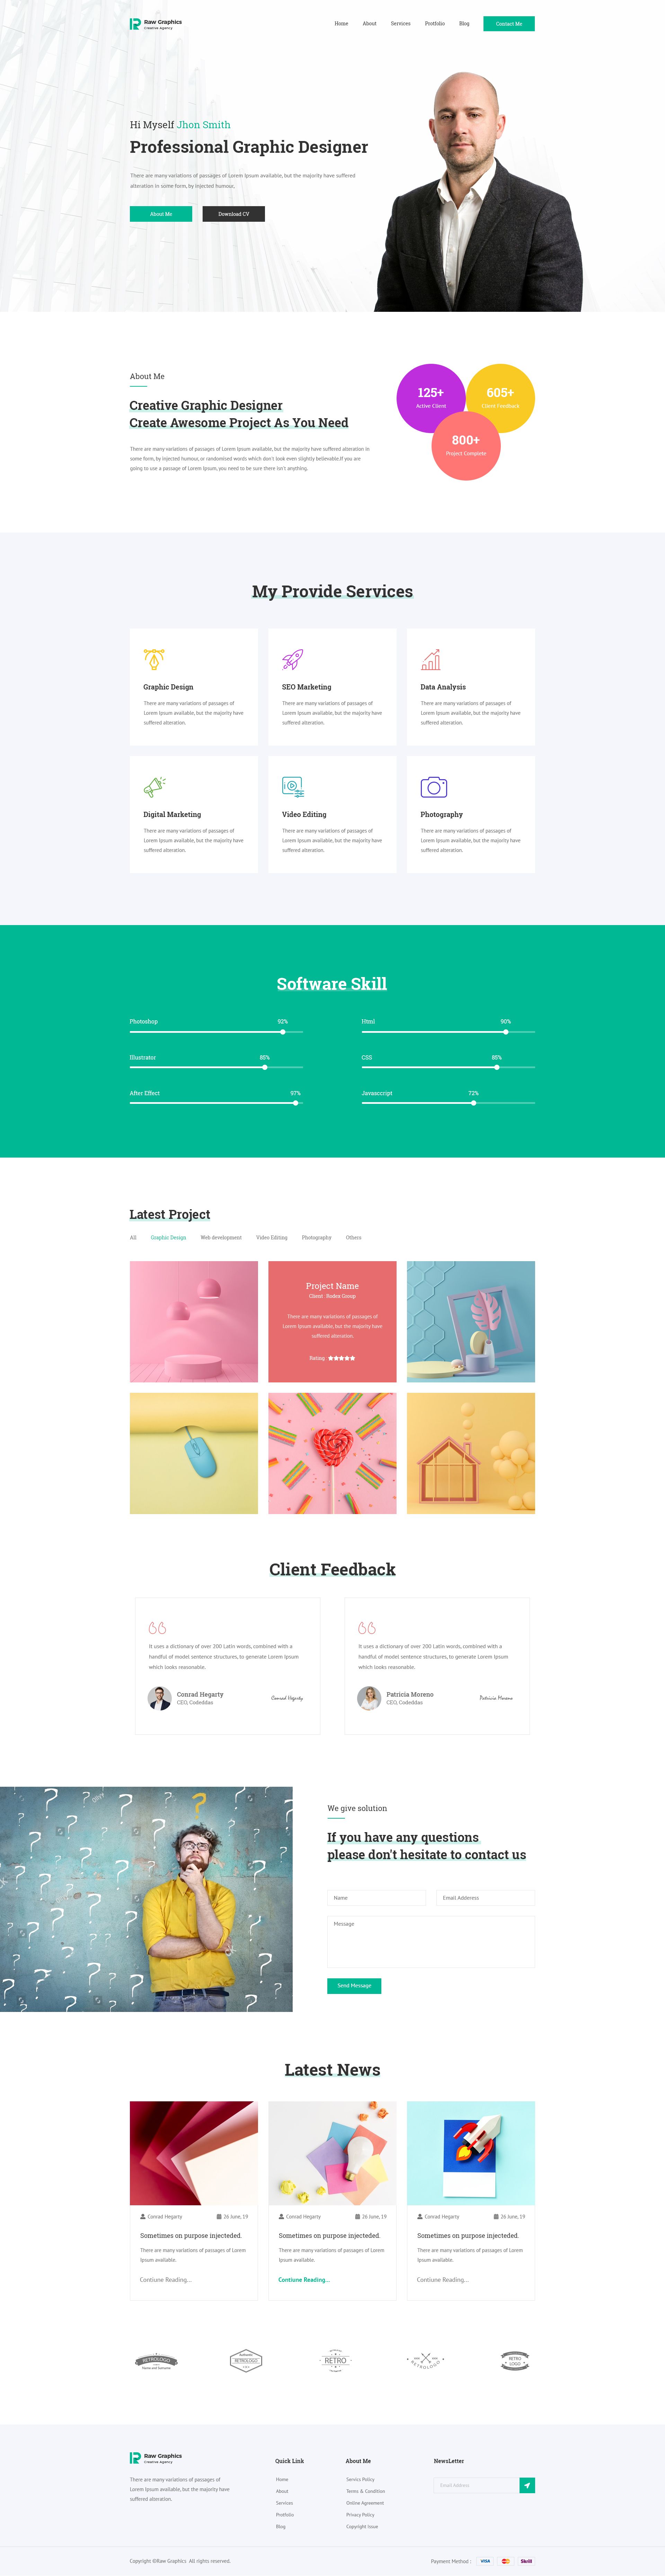 Raw Graphics
Creative Agency
Home About Services Protfolio Blog Contact Me
Hi Myself Jhon Smith
Professional Graphic Designer
There are many variations of passages of Lorem Ipsum available, but the majority have suffered
alteration in some form, by injected humour,
About Me Download CV
About Me
Creative Graphic Designer
Create Awesome Project As You Need
There are many variations of passages of Lorem Ipsum available, but the majority have suffered alteration in
some form, by injected humour, or randomised words which don't look even slightly believable.If you are
going to use a passage of Lorem Ipsum, you need to be sure there isn't anything.
125+
Active Client
605+
Client Feedback
800+
Project Complete
My Provide Services
Graphic Design
There are many variations of passages of
Lorem Ipsum available, but the majority have
suffered alteration.
SEO Marketing
There are many variations of passages of
Lorem Ipsum available, but the majority have
suffered alteration.
Data Analysis
There are many variations of passages of
Lorem Ipsum available, but the majority have
suffered alteration.
Digital Marketing
There are many variations of passages of
Lorem Ipsum available, but the majority have
suffered alteration.
Video Editing
There are many variations of passages of
Lorem Ipsum available, but the majority have
suffered alteration.
Photography
There are many variations of passages of
Lorem Ipsum available, but the majority have
suffered alteration.
Software Skill
Photoshop 92%
Html 90%
Illustrator 85%
CSS 85%
After Effect 97%
Javasccript 72%
Latest Project
All Graphic Design Web development Video Editing Photography Others
Project Name
Client : Rodex Group
There are many variations of passages of
Lorem Ipsum available, but the majority have
suffered alteration.
Rating :
Client Feedback
It uses a dictionary of over 200 Latin words, combined with a
handful of model sentence structures, to generate Lorem Ipsum
which looks reasonable.
Conrad Hegarty
CEO, Codeddas
Conrad Hegarty
It uses a dictionary of over 200 Latin words, combined with a
handful of model sentence structures, to generate Lorem Ipsum
which looks reasonable.
Patricia Moreno
CEO, Codeddas
Patricia Moreno
We give solution
If you have any questions
please don't hesitate to contact us
Name Email Adderess
Message
Send Message
Latest News
Conrad Hegarty 26 June, 19
Sometimes on purpose injecteded.
There are many variations of passages of Lorem
Ipsum available.
Contiune Reading...
Conrad Hegarty 26 June, 19
Sometimes on purpose injecteded.
There are many variations of passages of Lorem
Ipsum available.
Contiune Reading...
Conrad Hegarty 26 June, 19
Sometimes on purpose injecteded.
There are many variations of passages of Lorem
Ipsum available.
Contiune Reading...
RETROLOGO
Name and Surname
RETROLOGO
RETRO
RETROLOGO
RETRO
LOGO
Raw Graphics
Creative Agency
There are many variations of passages of
Lorem Ipsum available, but the majority have
suffered alteration.
Quick Link
Home
About
Services
Protfolio
Blog
About Me
Servics Policy
Terms & Condition
Online Agreement
Privacy Policy
Copyright Issue
NewsLetter
Email Address
Copyright ©Raw Graphics All rights reserved.
Payment Method : VISA Skrill